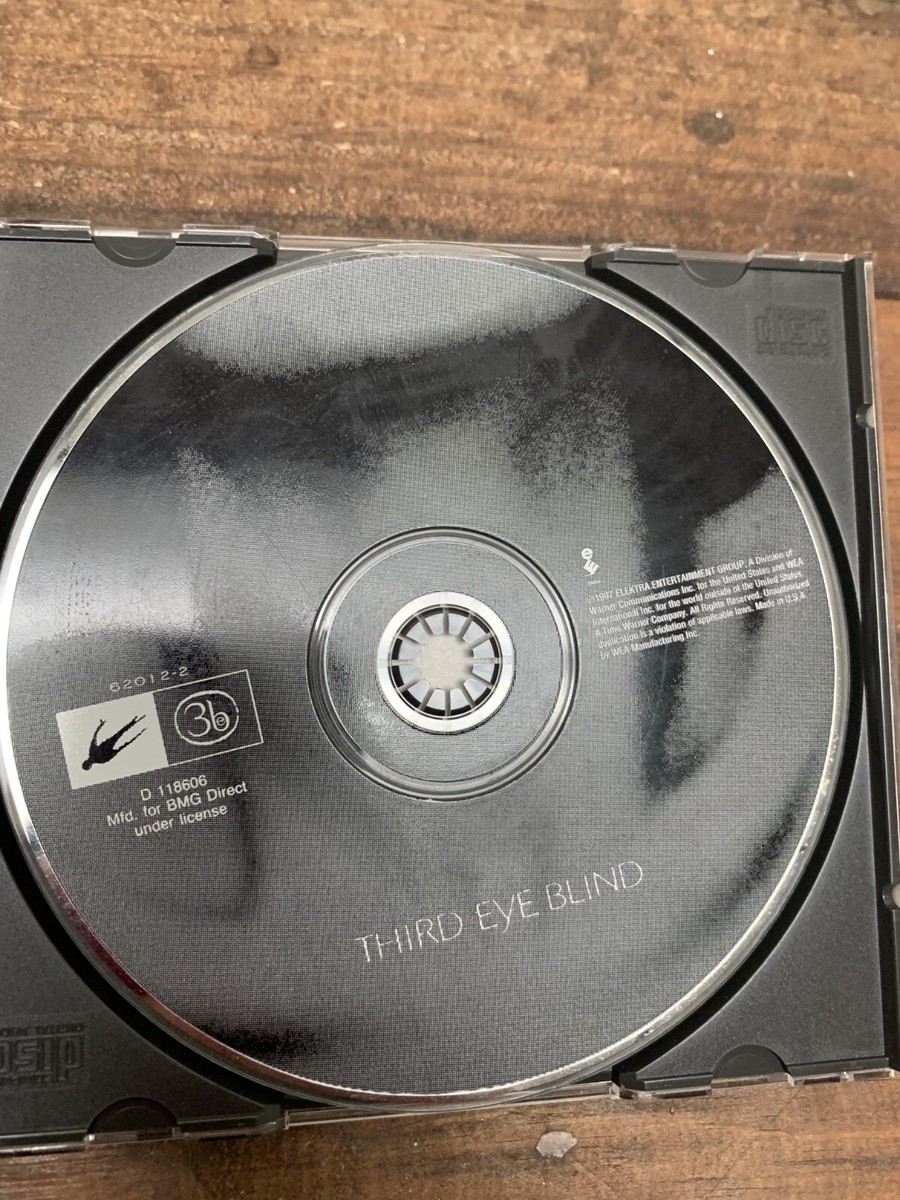 disc
℗1997 ELEKTRA ENTERTAINMENT GROUP, A Division of
Warner Communications Inc. for the United States and WEA
International Inc. for the world outside of the United States.
A Time Warner Company. All Rights Reserved. Unauthorized
duplication is a violation of applicable laws. Made in U.S.A.
by WEA Manufacturing Inc.
62012-2
3eb
D 118606
Mfd. for BMG Direct
under license
THIRD EYE BLIND
disc